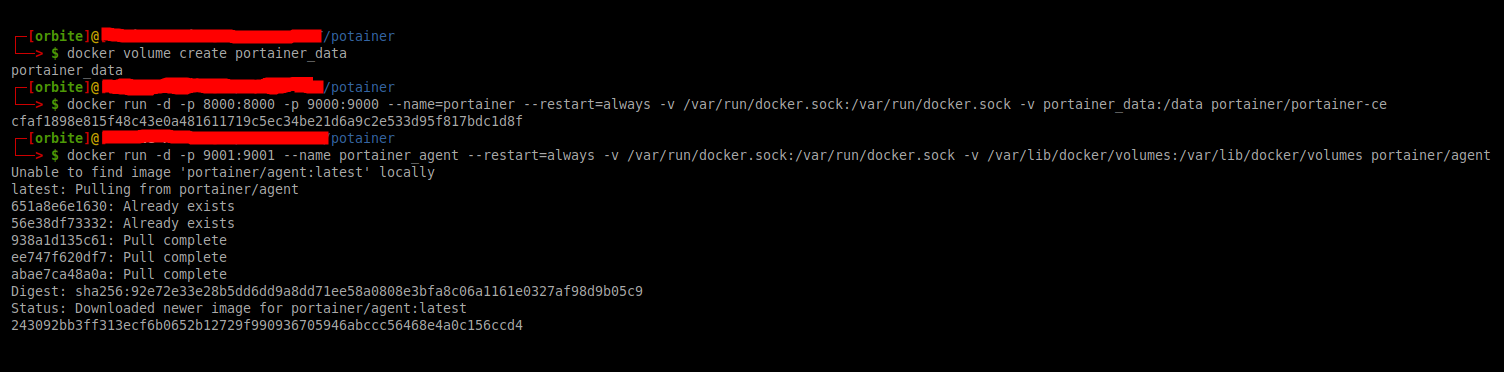 [orbite]@ /potainer
$ docker volume create portainer_data
portainer_data
[orbite]@ /potainer
$ docker run -d -p 8000:8000 -p 9000:9000 --name=portainer --restart=always -v /var/run/docker.sock:/var/run/docker.sock -v portainer_data:/data portainer/portainer-ce
cfaf1898e815f48c43e0a481611719c5ec34be21d6a9c2e533d95f817bdc1d8f
[orbite]@ /potainer
$ docker run -d -p 9001:9001 --name portainer_agent --restart=always -v /var/run/docker.sock:/var/run/docker.sock -v /var/lib/docker/volumes:/var/lib/docker/volumes portainer/agent
Unable to find image 'portainer/agent:latest' locally
latest: Pulling from portainer/agent
651a8e6e1630: Already exists
56e38df73332: Already exists
938a1d135c61: Pull complete
ee747f620df7: Pull complete
abae7ca48a0a: Pull complete
Digest: sha256:92e72e33e28b5dd6dd9a8dd71ee58a0808e3bfa8c06a1161e0327af98d9b05c9
Status: Downloaded newer image for portainer/agent:latest
243092bb3ff313ecf6b0652b12729f990936705946abccc56468e4a0c156ccd4